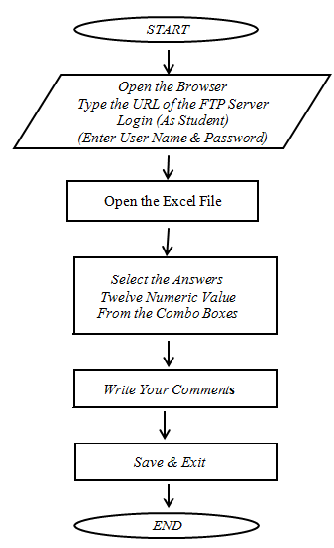 START
Open the Browser
Type the URL of the FTP Server
Login (As Student)
(Enter User Name & Password)
Open the Excel File
Select the Answers
Twelve Numeric Value
From the Combo Boxes
Write Your Comments
Save & Exit
END